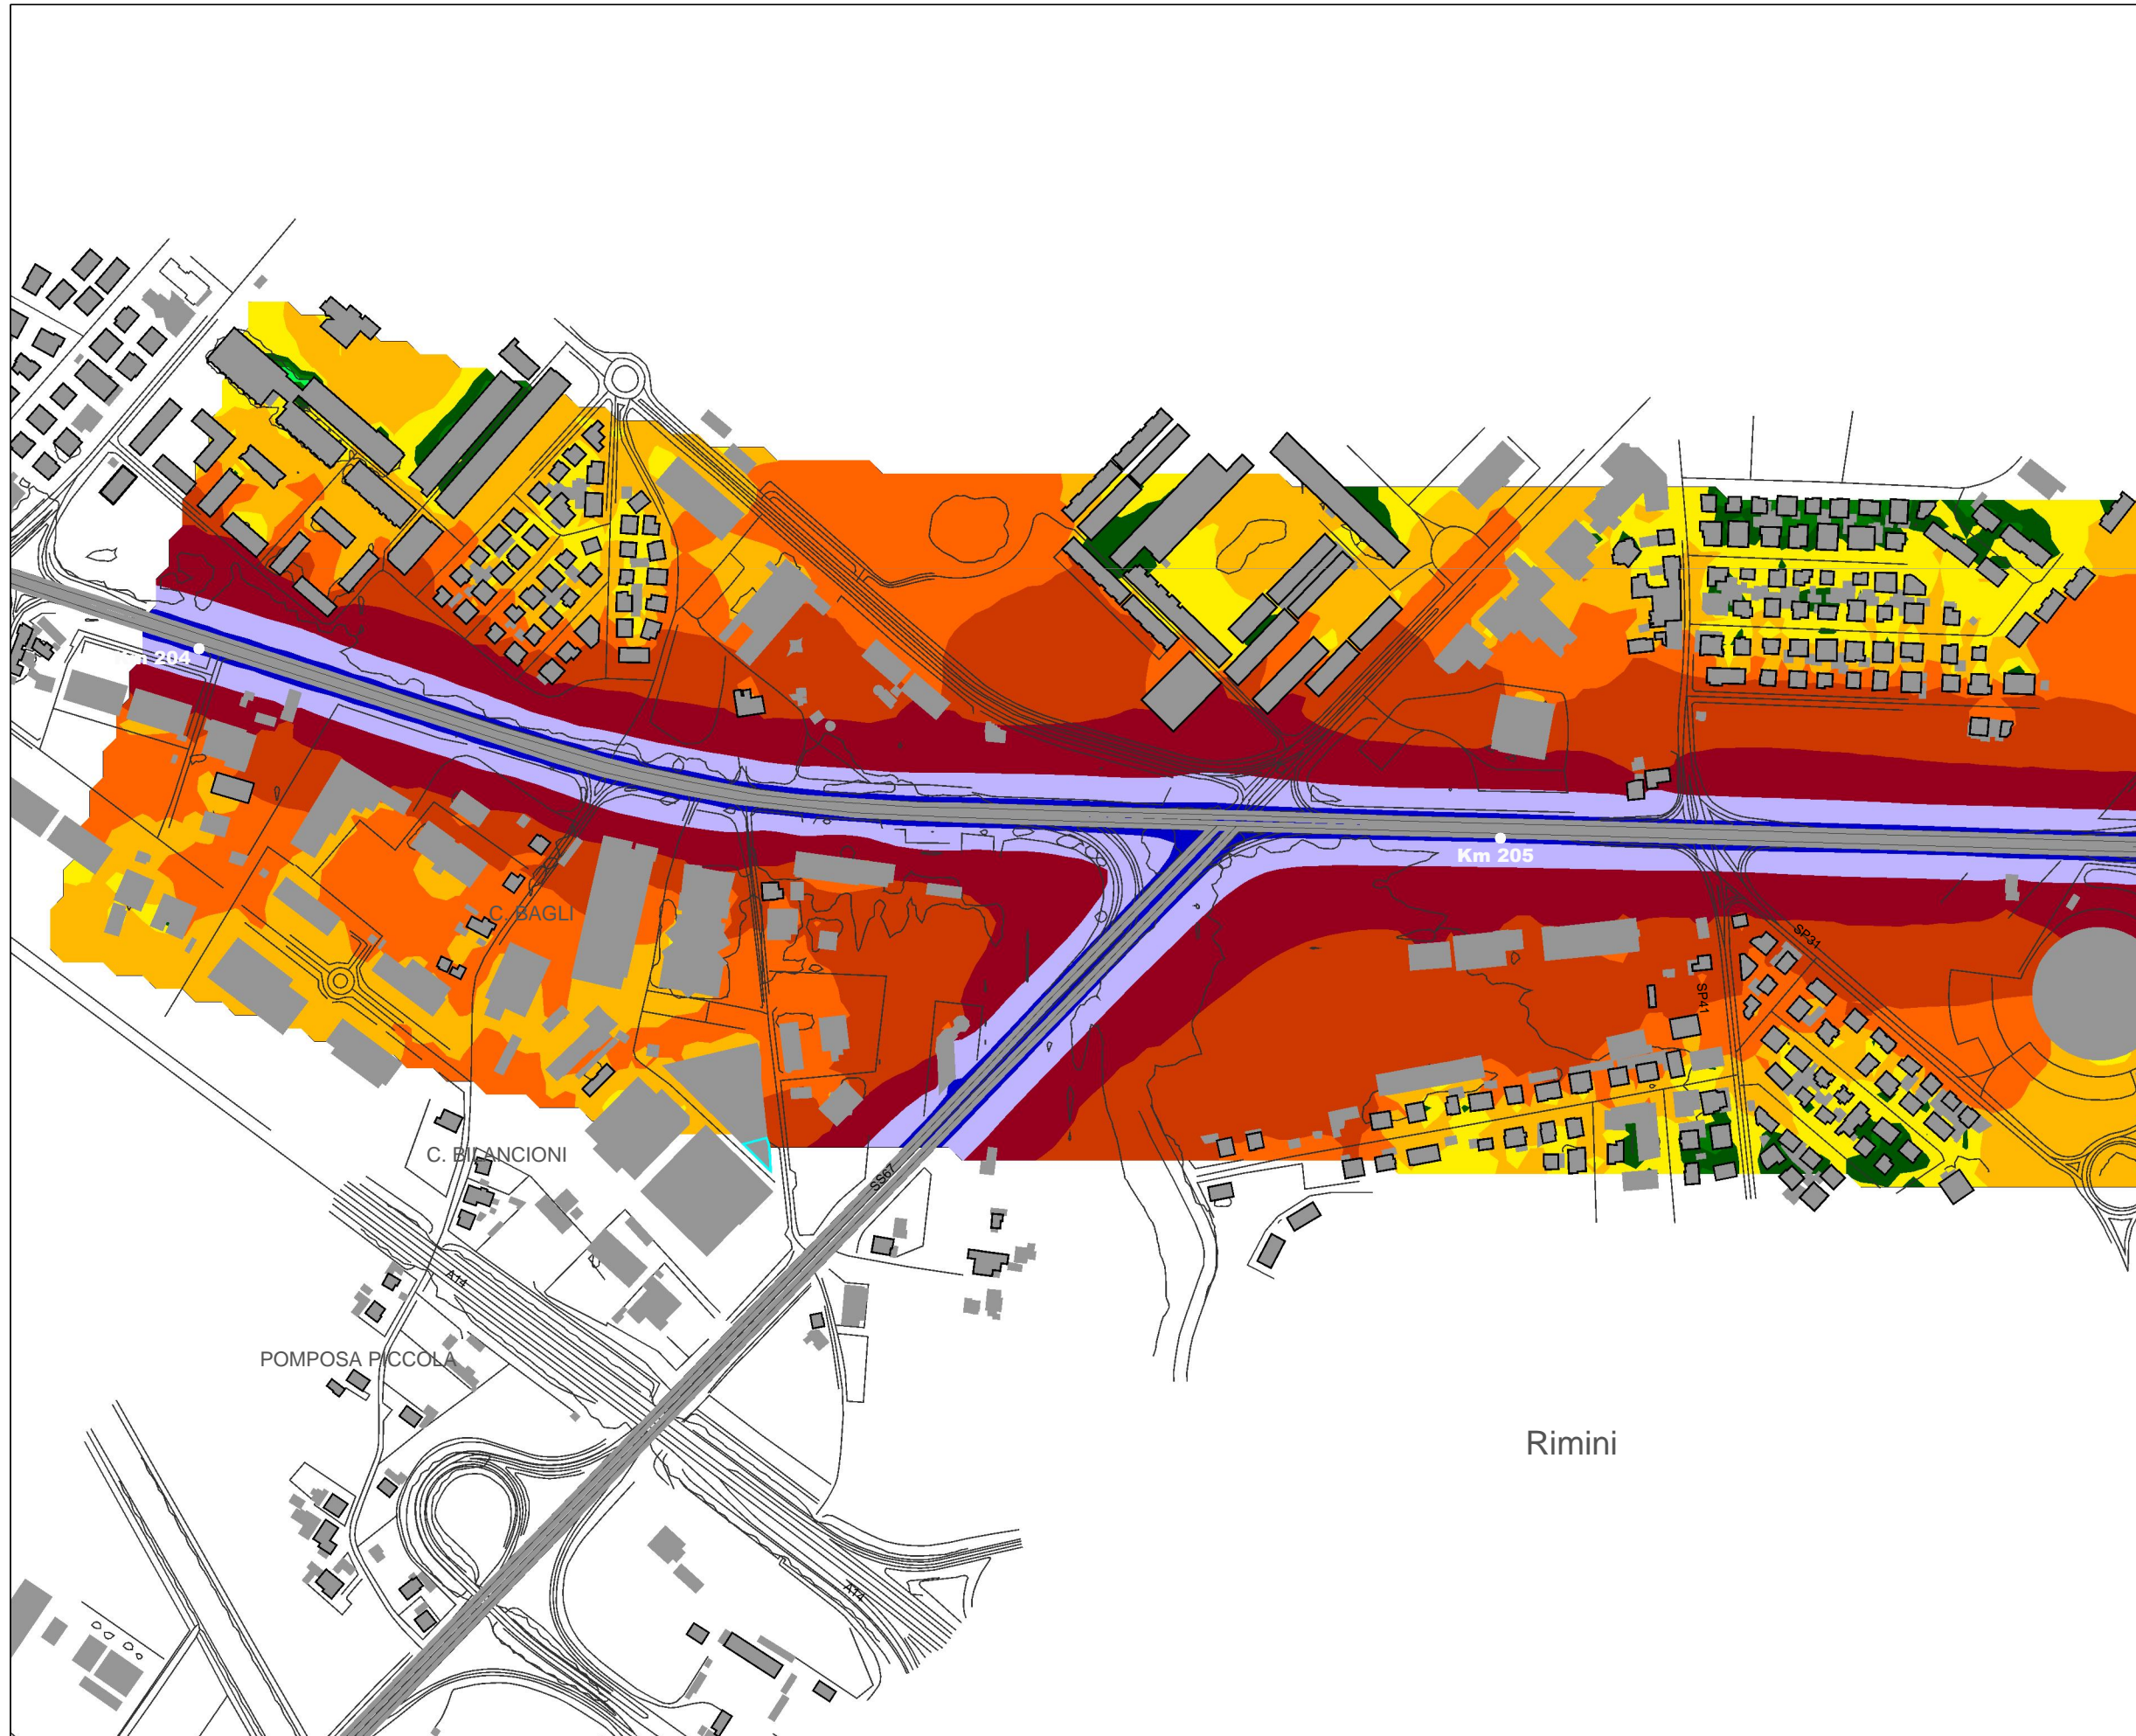 Km 204
Km 205
C. BAGLI
SP31
SP41
C. BILANCIONI
SS67
A14
POMPOSA PICCOLA
Rimini
A14